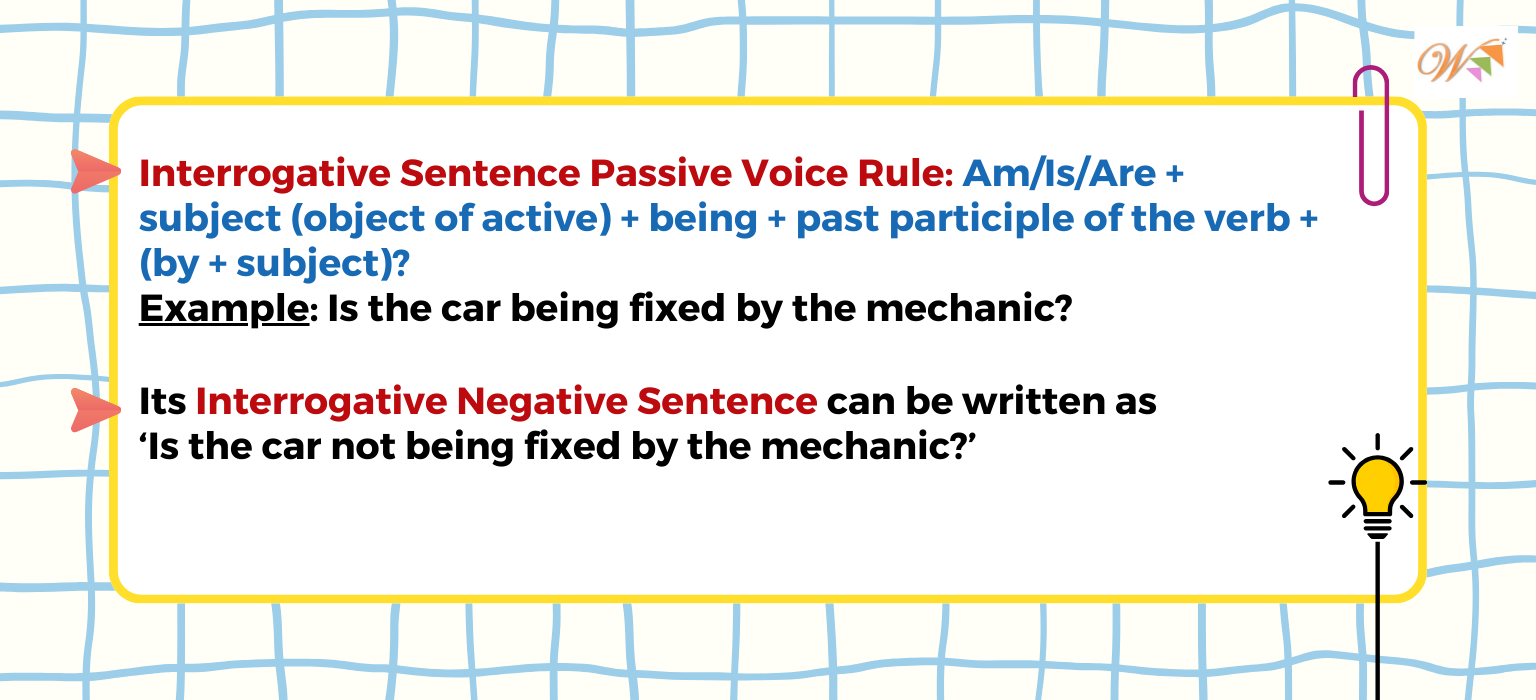 Interrogative Sentence Passive Voice Rule: Am/Is/Are +
subject (object of active) + being + past participle of the verb +
(by + subject)?
Example: Is the car being fixed by the mechanic?
Its Interrogative Negative Sentence can be written as
‘Is the car not being fixed by the mechanic?’
W